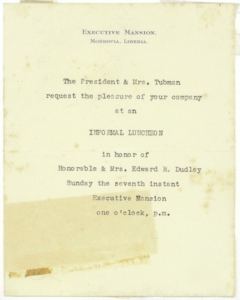 EXECUTIVE MANSION,
MONROVIA, LIBERIA.
The President & Mrs. Tubman
request the pleasure of your company
at an
INFORMAL LUNCHEON
in honor of
Honorable & Mrs. Edward R. Dudley
Sunday the seventh instant
Executive Mansion
one o'clock, p.m.